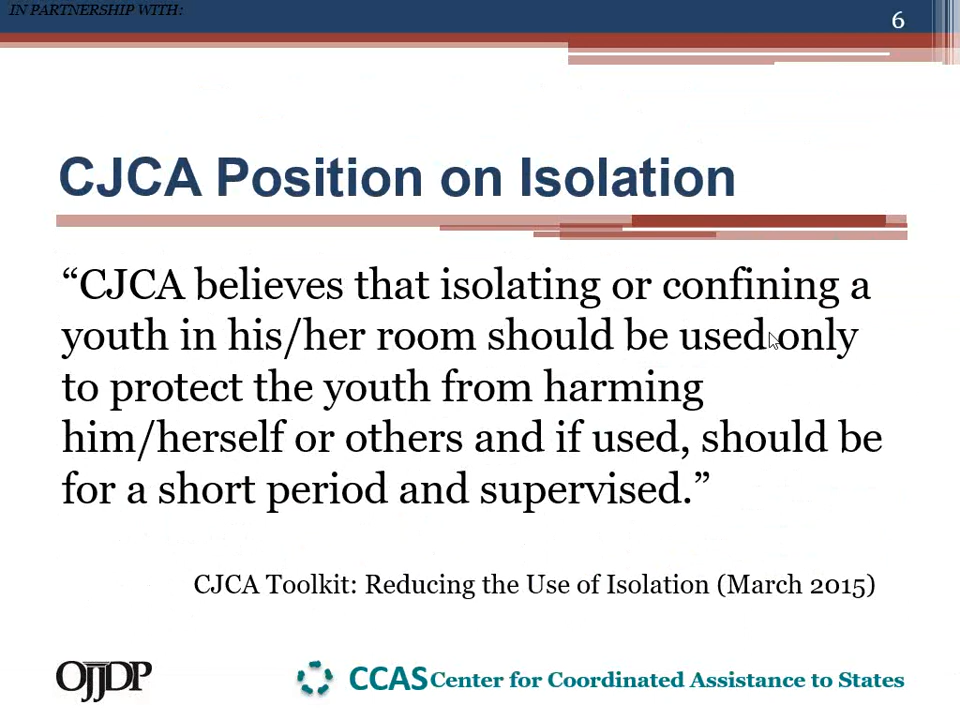 IN PARTNERSHIP WITH:
6
CJCA Position on Isolation
“CJCA believes that isolating or confining a
youth in his/her room should be used only
to protect the youth from harming
him/herself or others and if used, should be
for a short period and supervised.”
CJCA Toolkit: Reducing the Use of Isolation (March 2015)
OJJDP
CCAS Center for Coordinated Assistance to States